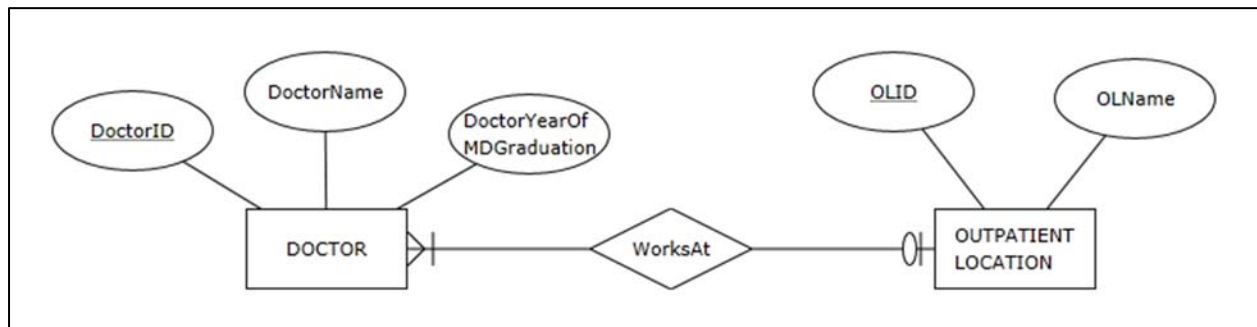 DoctorID
DoctorName
DoctorYearOf
MDGraduation
OLID
OLName
DOCTOR
WorksAt
OUTPATIENT
LOCATION